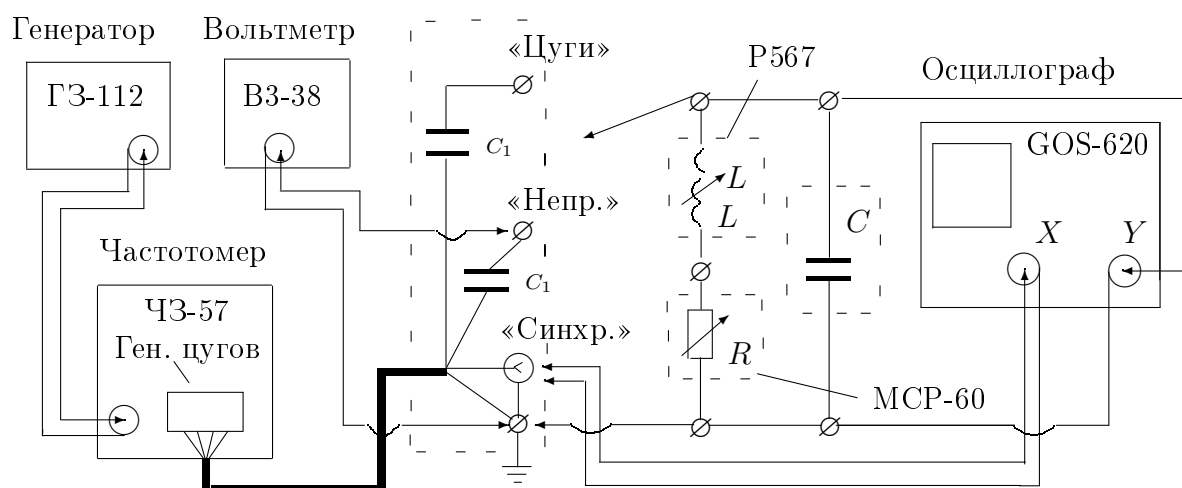 Генератор
Вольтметр
«Цуги»
Р567
Осциллограф
ГЗ-112
ВЗ-38
C₁
GOS-620
L
L
«Непр.»
C
X
Y
Частотомер
C₁
ЧЗ-57
«Синхр.»
Ген. цугов
R
МСР-60